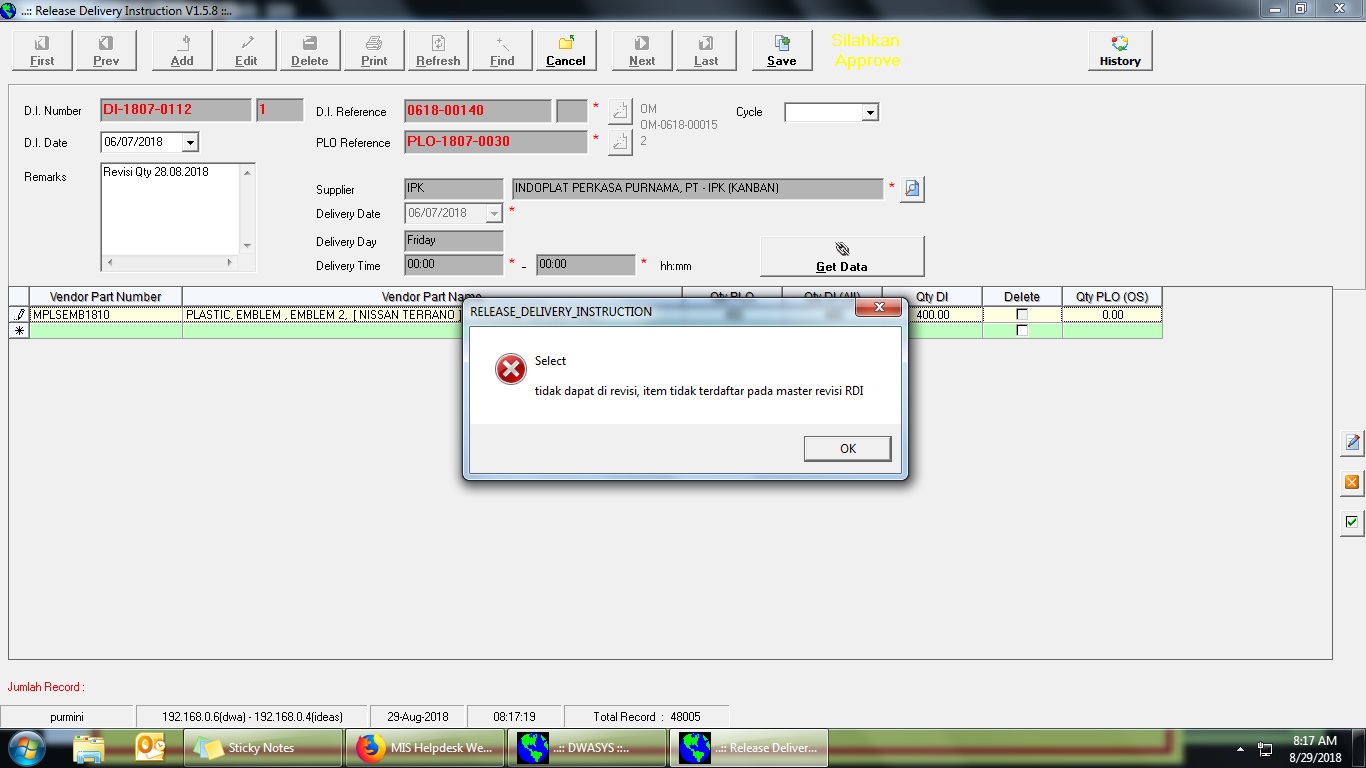 ..:: Release Delivery Instruction V1.5.8 ::..
First Prev Add Edit Delete Print Refresh Find Cancel Next Last Save Silahkan Approve History
D.I. Number DI-1807-0112 1 D.I. Reference 0618-00140 * OM Cycle
OM-0618-00015
D.I. Date 06/07/2018 PLO Reference PLO-1807-0030 * 2
Remarks Revisi Qty 28.08.2018
Supplier IPK INDOPLAT PERKASA PURNAMA, PT - IPK (KANBAN) *
Delivery Date 06/07/2018 *
Delivery Day Friday
Delivery Time 00:00 * - 00:00 * hh:mm
Get Data
Vendor Part Number Vendor Part Name Qty PLO Qty DI (All) Qty DI Delete Qty PLO (OS)
MPLSEMB1810 PLASTIC, EMBLEM , EMBLEM 2, [ NISSAN TERRANO ] 400.00 0.00
RELEASE_DELIVERY_INSTRUCTION
Select
tidak dapat di revisi, item tidak terdaftar pada master revisi RDI
OK
Jumlah Record :
purmini 192.168.0.6(dwa) - 192.168.0.4(ideas) 29-Aug-2018 08:17:19 Total Record : 48005
Sticky Notes MIS Helpdesk We... ..:: DWASYS ::.. ..:: Release Deliver... 8:17 AM
8/29/2018